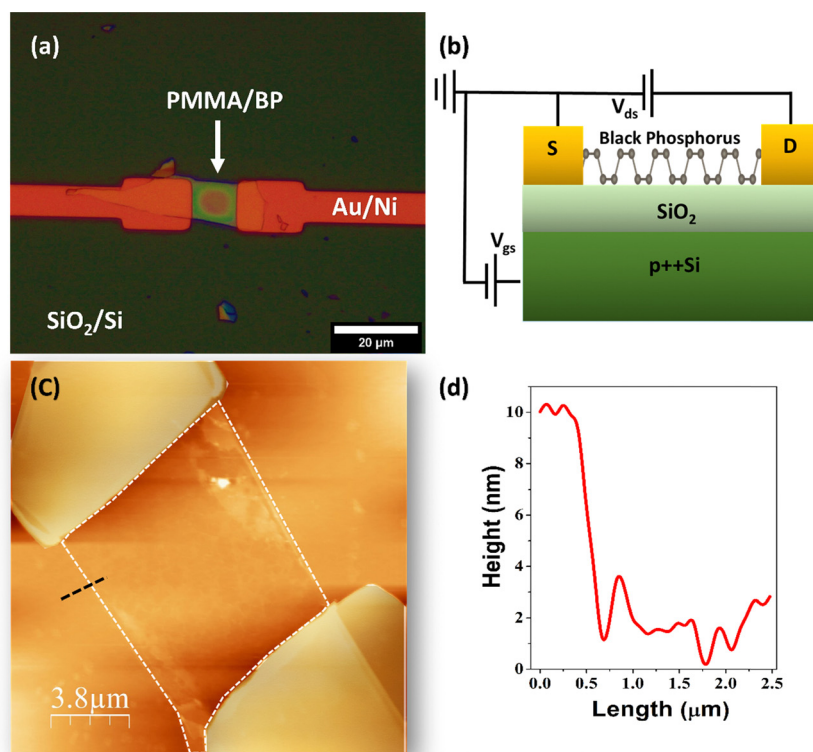 (a)
PMMA/BP
Au/Ni
SiO₂/Si
20 μm
(b)
Vds
Black Phosphorus
S
D
SiO₂
Vgs
p++Si
(C)
3.8μm
(d)
Height (nm)
10
8
6
4
2
0
0.0 0.5 1.0 1.5 2.0 2.5
Length (μm)